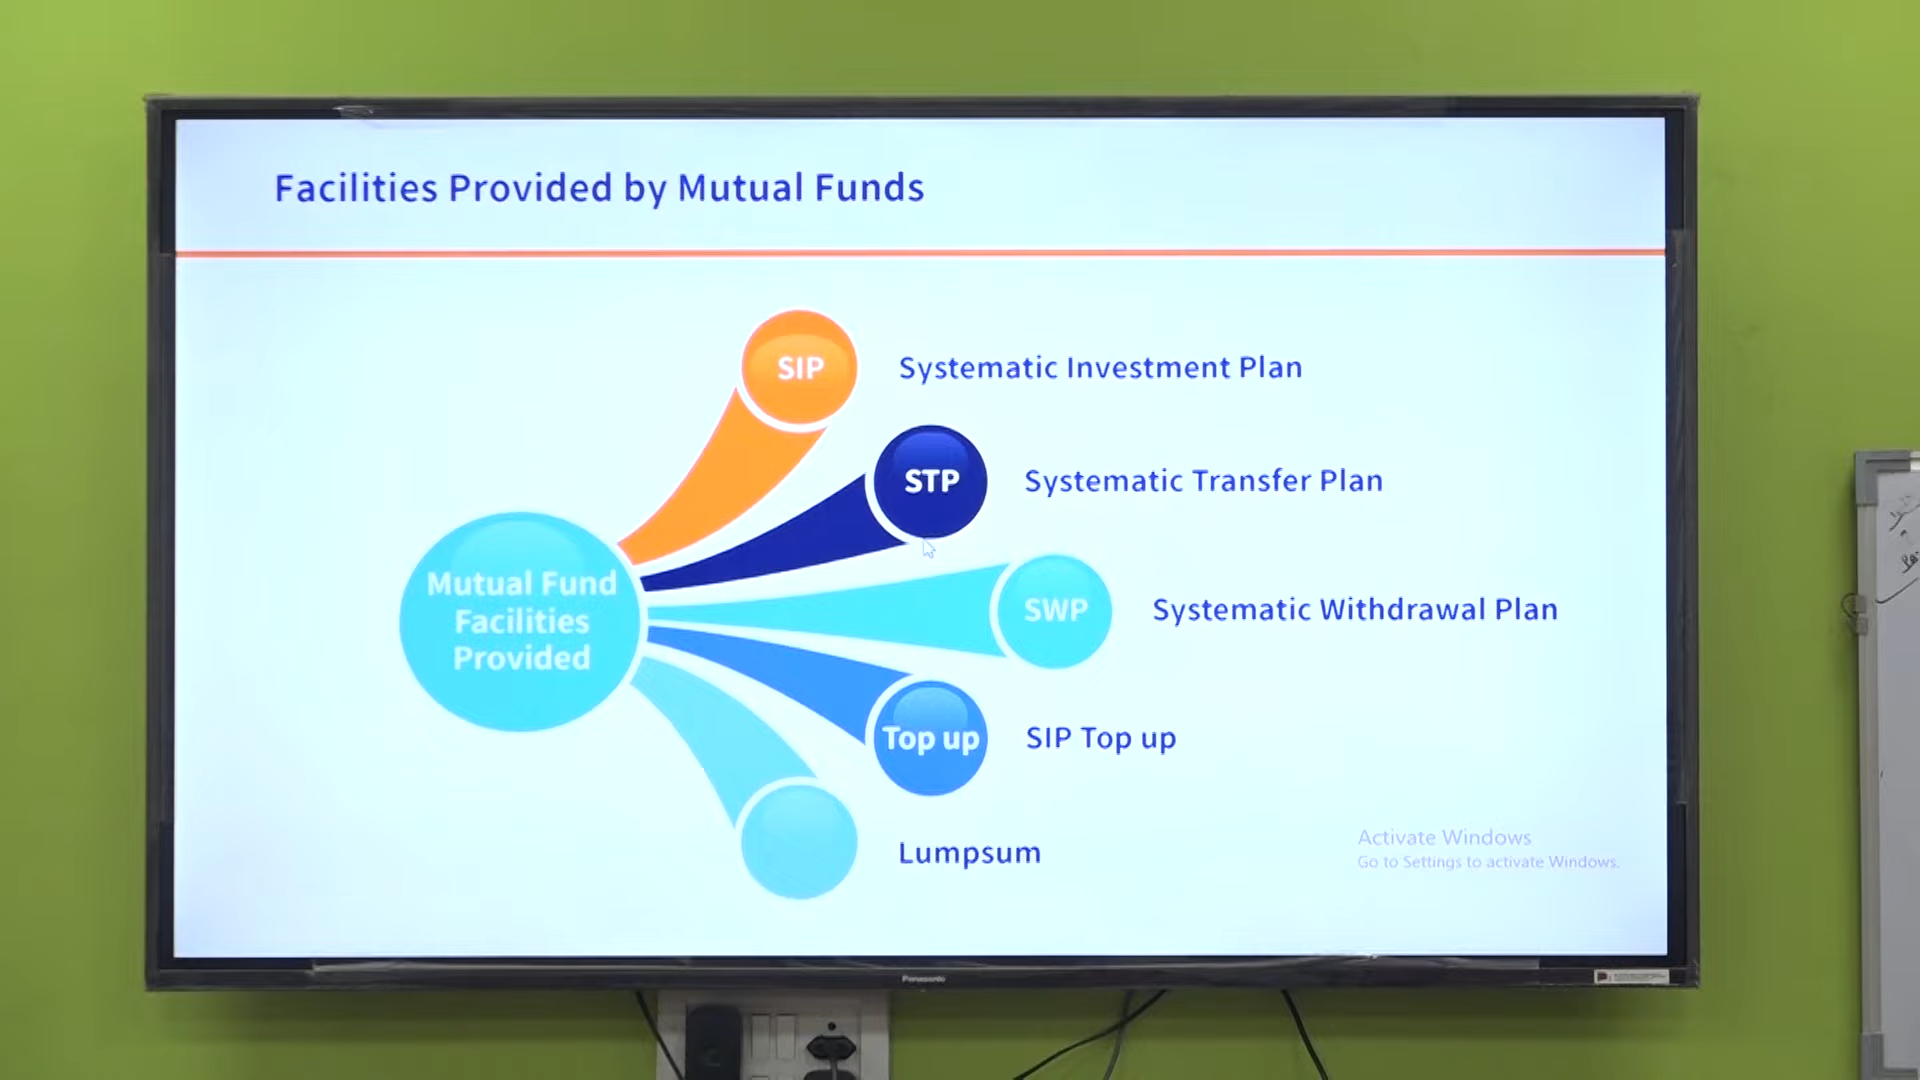 Facilities Provided by Mutual Funds
SIP
Systematic Investment Plan
STP
Systematic Transfer Plan
Mutual Fund
Facilities
Provided
SWP
Systematic Withdrawal Plan
Top up
SIP Top up
Lumpsum
Activate Windows
Go to Settings to activate Windows.
Panasonic